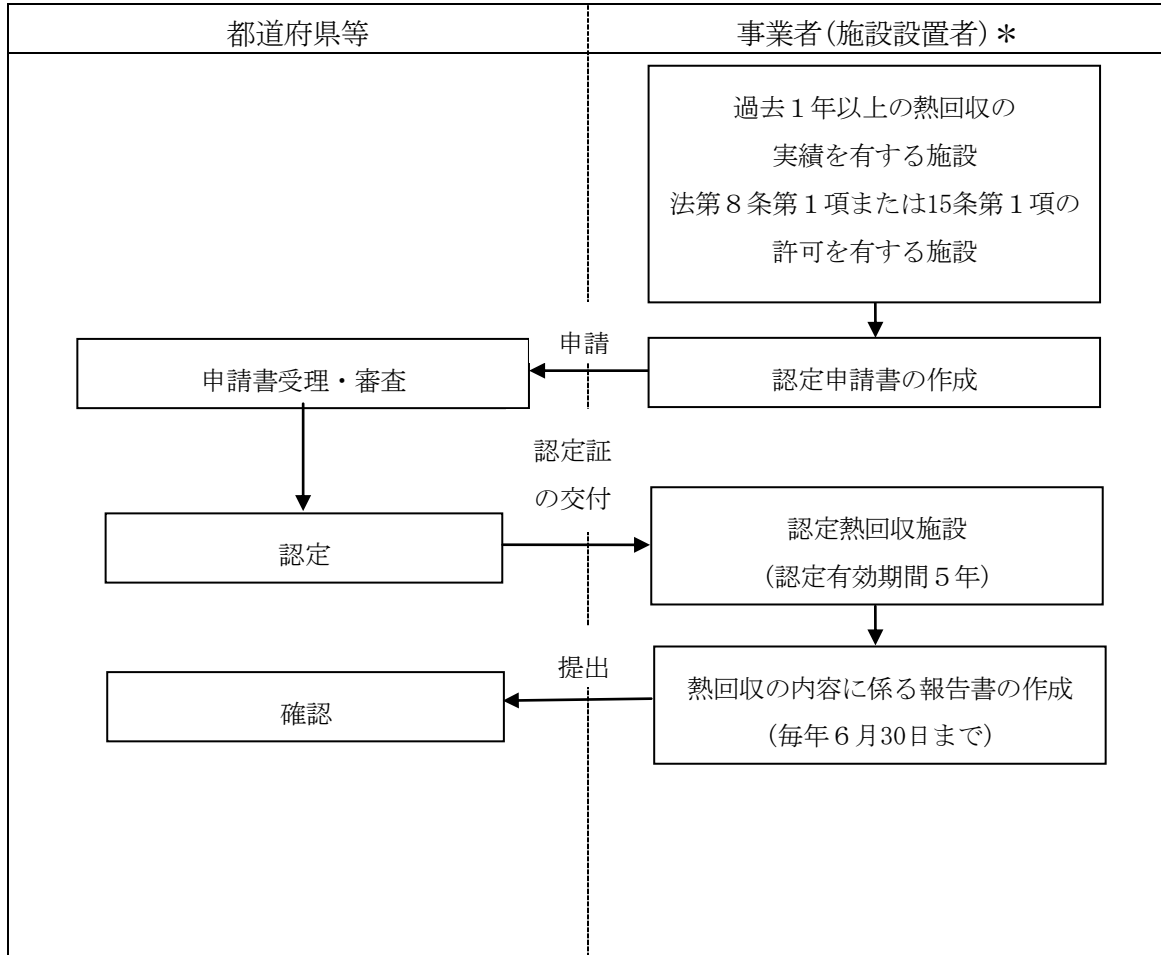 都道府県等
事業者(施設設置者)＊
過去１年以上の熱回収の
実績を有する施設
法第８条第１項または15条第１項の
許可を有する施設
申請
申請書受理・審査
認定申請書の作成
認定証
の交付
認定
認定熱回収施設
(認定有効期間５年)
提出
確認
熱回収の内容に係る報告書の作成
(毎年６月30日まで)